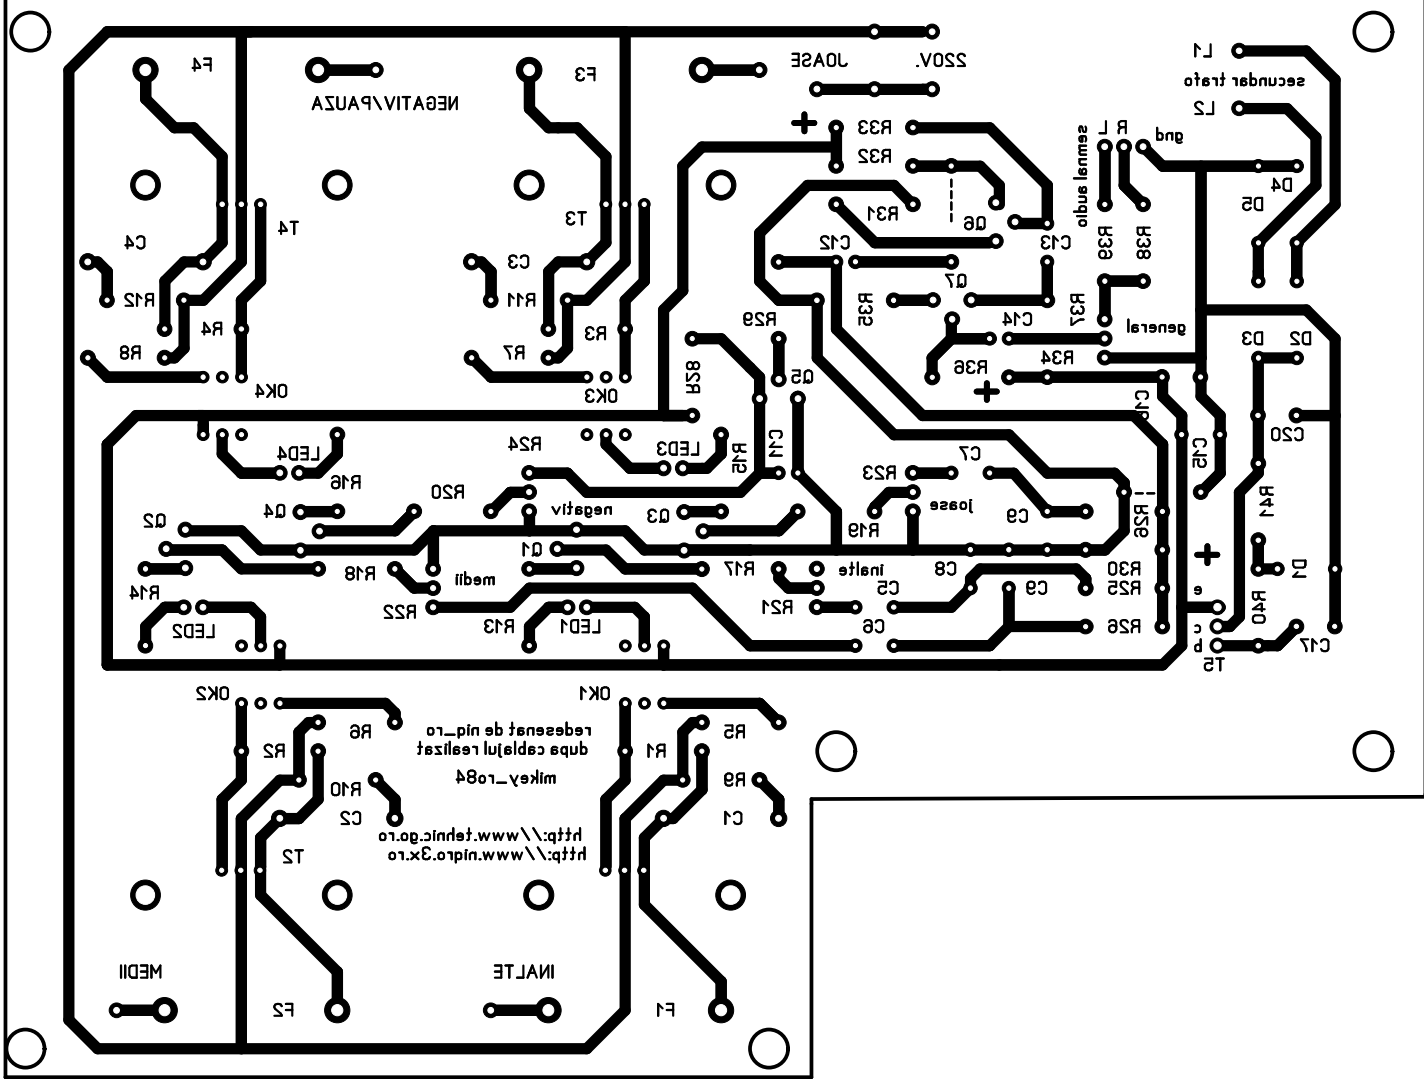 L1
F4
F3
JOASE
220V.
secundar trafo
NEGATIV/PAUZA
L2
+
R33
semnal audio
L
R
gnd
R32
D4
D5
T4
T3
R31
Q6
C4
C12
C13
R39
R38
C3
Q7
R12
R11
R35
R37
R4
R3
R29
C14
general
R8
R7
R34
D3
D2
R28
Q5
R36
+
OK4
OK3
LED4
R24
LED3
R15
C11
C15
C20
R16
R23
C7
R20
R41
Q2
Q4
negativ
Q3
R19
joase
C9
R26
Q1
+
R18
medii
R17
inalte
C8
R30
D1
R14
R22
R21
C5
C9
R25
e
R40
LED2
R13
LED1
C6
R26
c
b
C17
T5
OK2
OK1
R6
redesenat de niq_ro
R5
R2
dupa cablajul realizat
R1
mikey_ro84
R10
R9
C2
C1
http://www.tehnic.go.ro
http://www.niqro.3x.ro
T2
MEDII
INALTE
F2
F1